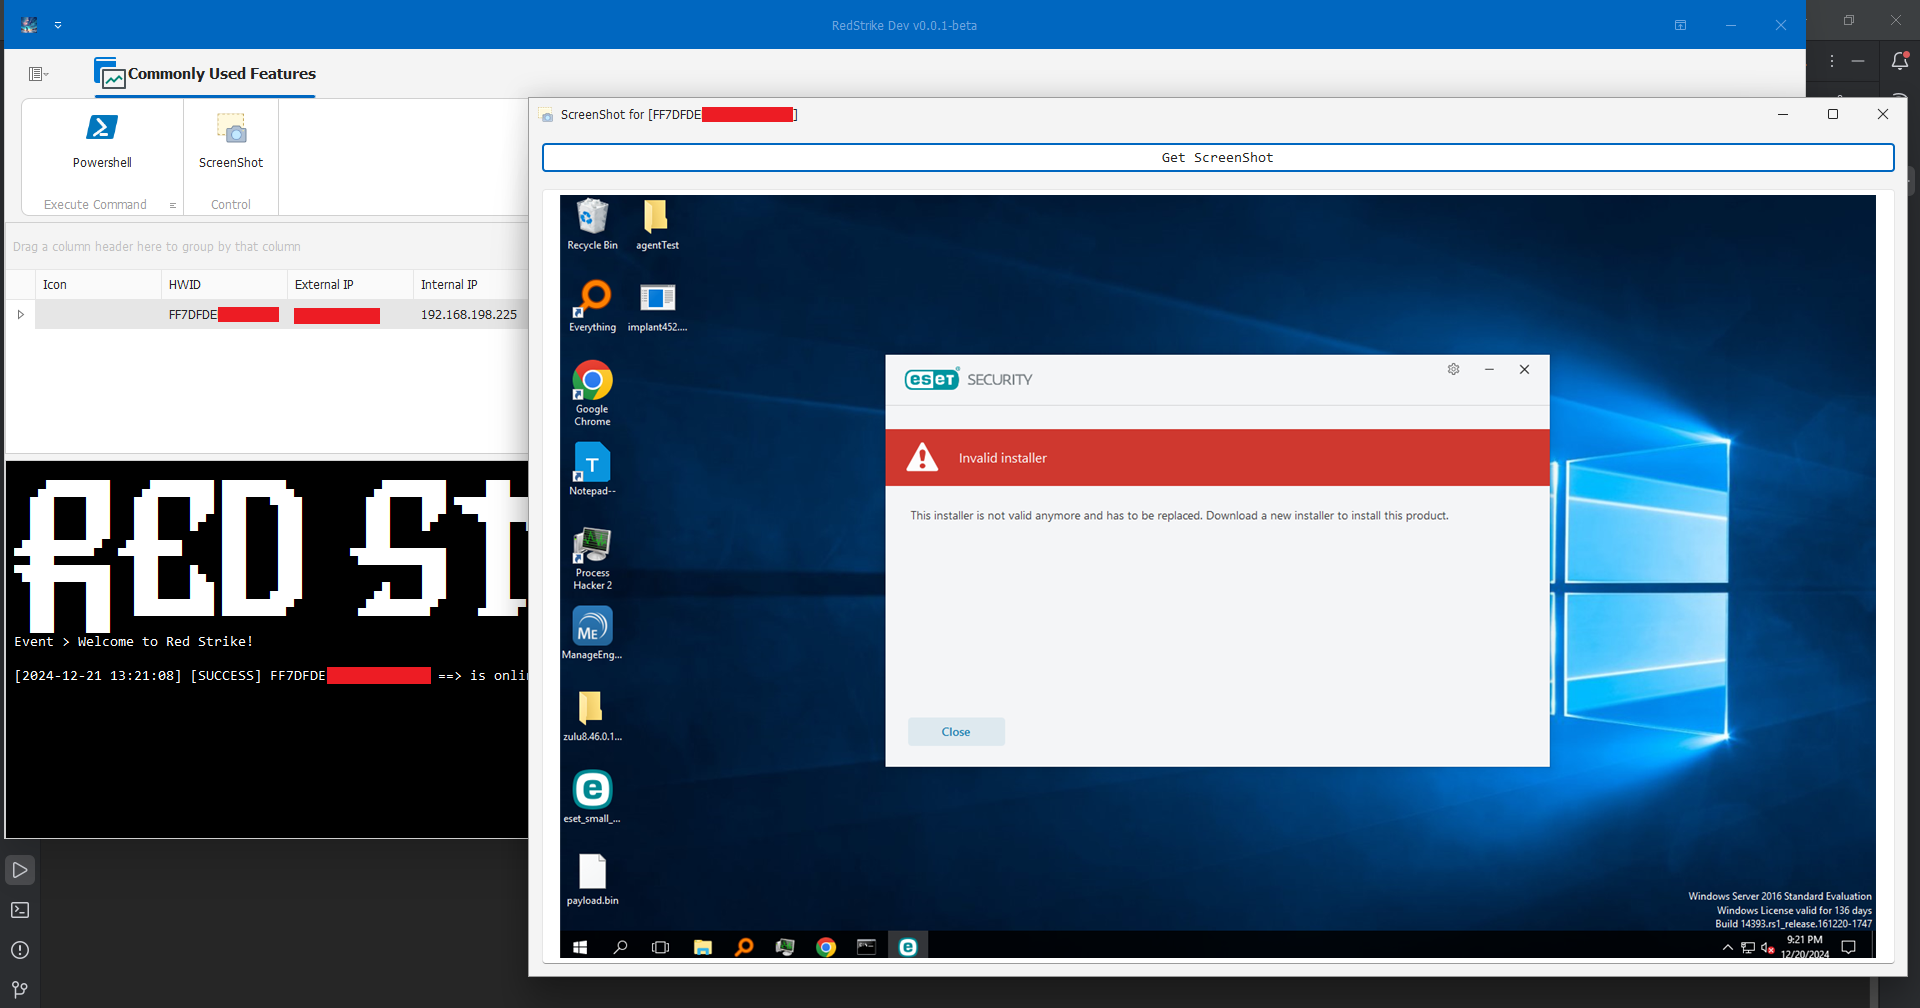 RedStrike Dev v0.0.1-beta
Commonly Used Features
Powershell
ScreenShot
Execute Command
Control
Drag a column header here to group by that column
Icon
HWID
External IP
Internal IP
FF7DFDE
192.168.198.225
RED ST
Event > Welcome to Red Strike!
[2024-12-21 13:21:08] [SUCCESS] FF7DFDE ==> is onlin
ScreenShot for [FF7DFDE ]
Get ScreenShot
Recycle Bin
agentTest
Everything
implant452....
Google
Chrome
T
Notepad--
Process
Hacker 2
ME
ManageEng...
zulu8.46.0.1...
e
eset_small_...
payload.bin
eset SECURITY
Invalid installer
This installer is not valid anymore and has to be replaced. Download a new installer to install this product.
Close
Windows Server 2016 Standard Evaluation
Windows License valid for 136 days
Build 14393.rs1_release.161220-1747
9:21 PM
12/20/2024